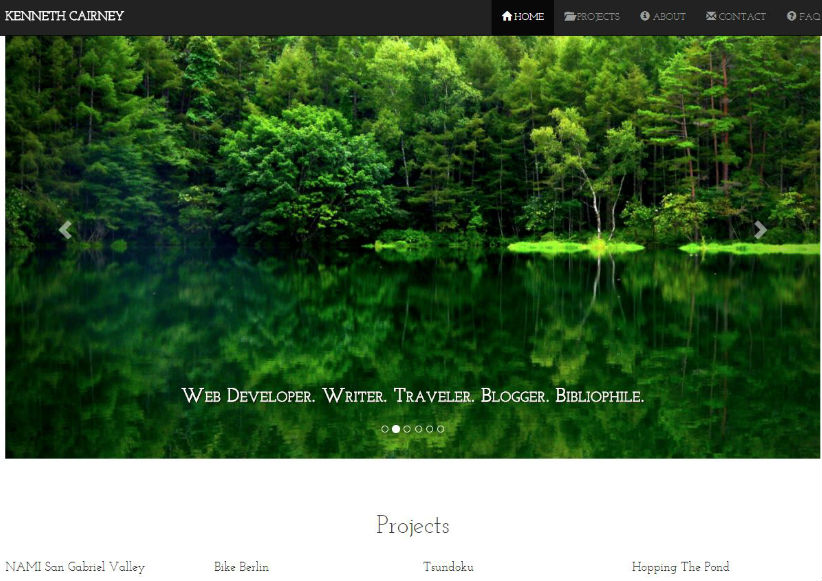 KENNETH CAIRNEY HOME PROJECTS ABOUT CONTACT FAQ
Web Developer. Writer. Traveler. Blogger. Bibliophile.
Projects
NAMI San Gabriel Valley Bike Berlin Tsundoku Hopping The Pond